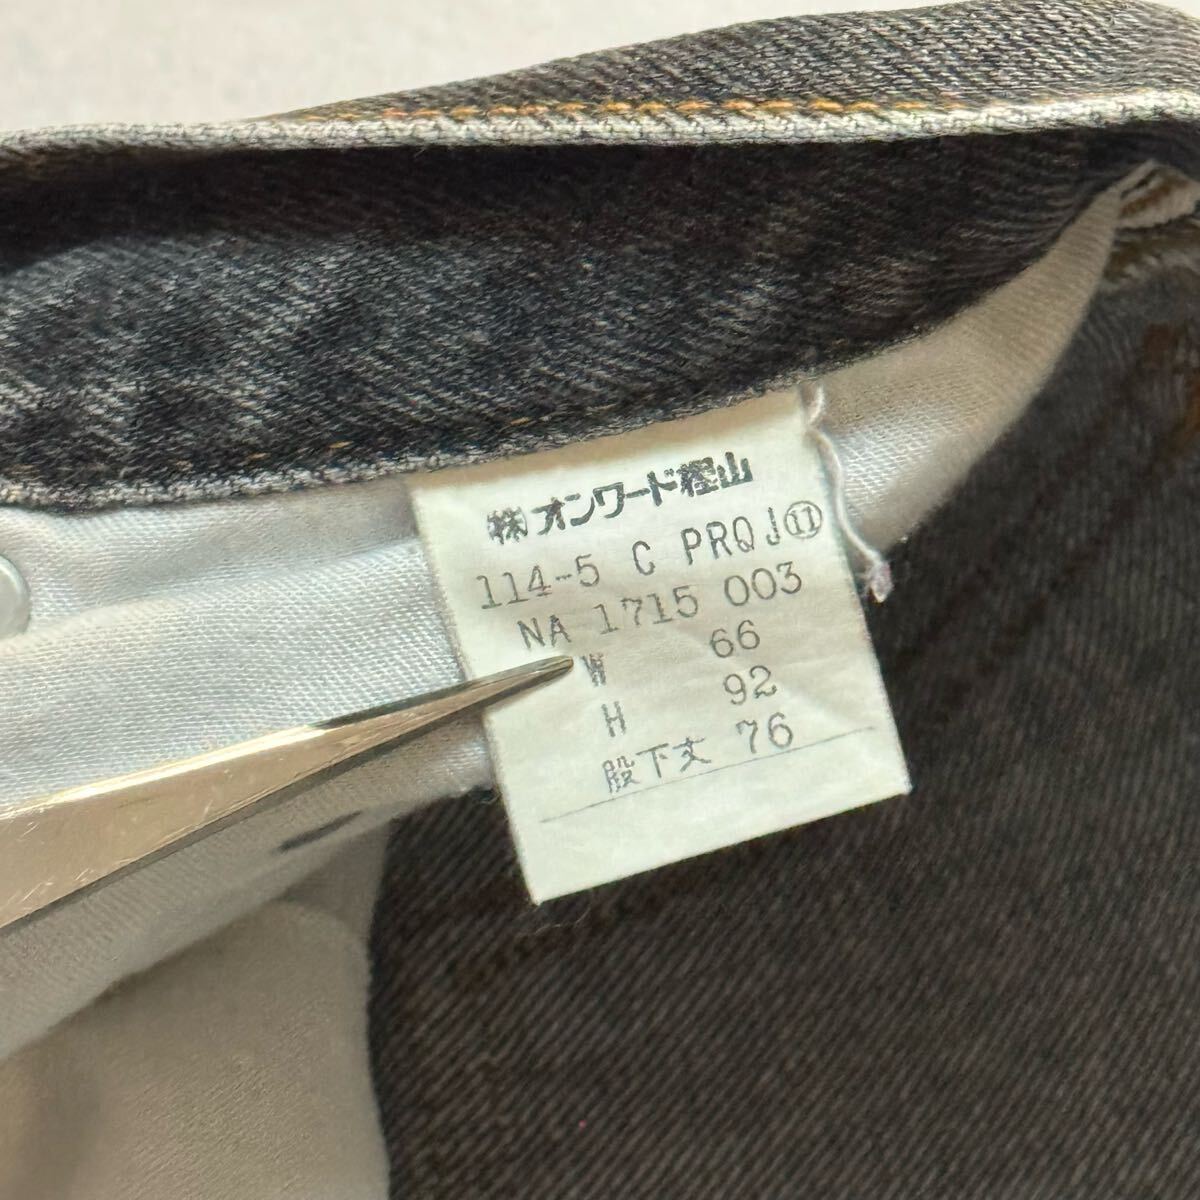 ㈱オンワード樫山
114-5 C PRQJ⑪
NA 1715 003
W 66
H 92
股下丈 76